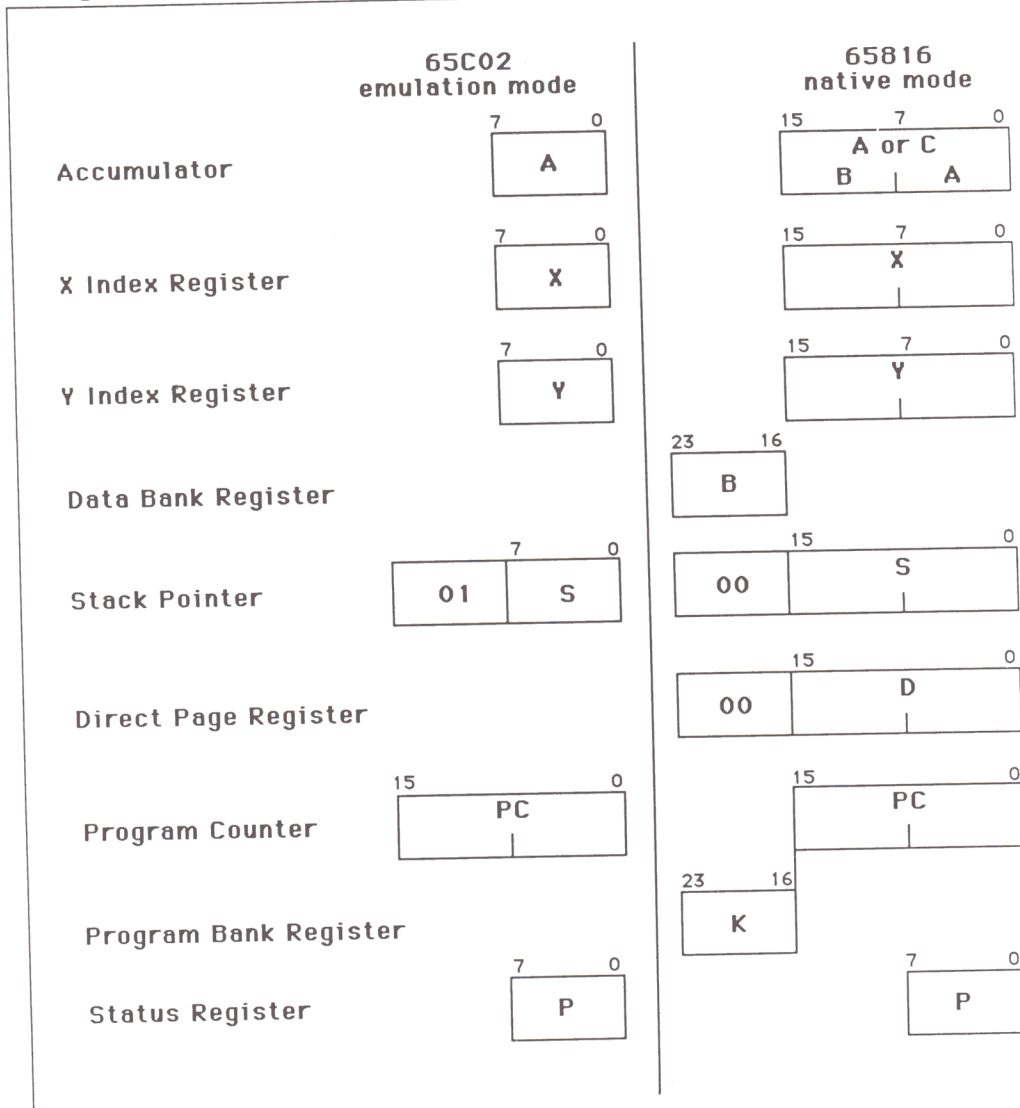 65C02
emulation mode
65816
native mode
7 0
15 7 0
Accumulator
A
A or C
B A
7 0
15 7 0
X Index Register
X
X
7 0
15 7 0
Y Index Register
Y
Y
23 16
Data Bank Register
B
7 0
15 0
Stack Pointer
01 S
00 S
15 0
Direct Page Register
00 D
15 0
15 0
Program Counter
PC
PC
23 16
Program Bank Register
K
7 0
7 0
Status Register
P
P